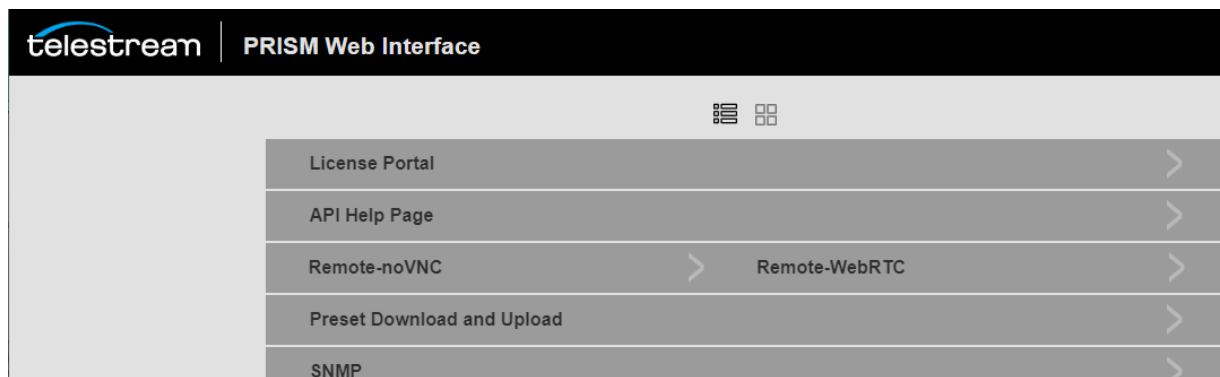 telestream PRISM Web Interface
License Portal
API Help Page
Remote-noVNC Remote-WebRTC
Preset Download and Upload
SNMP